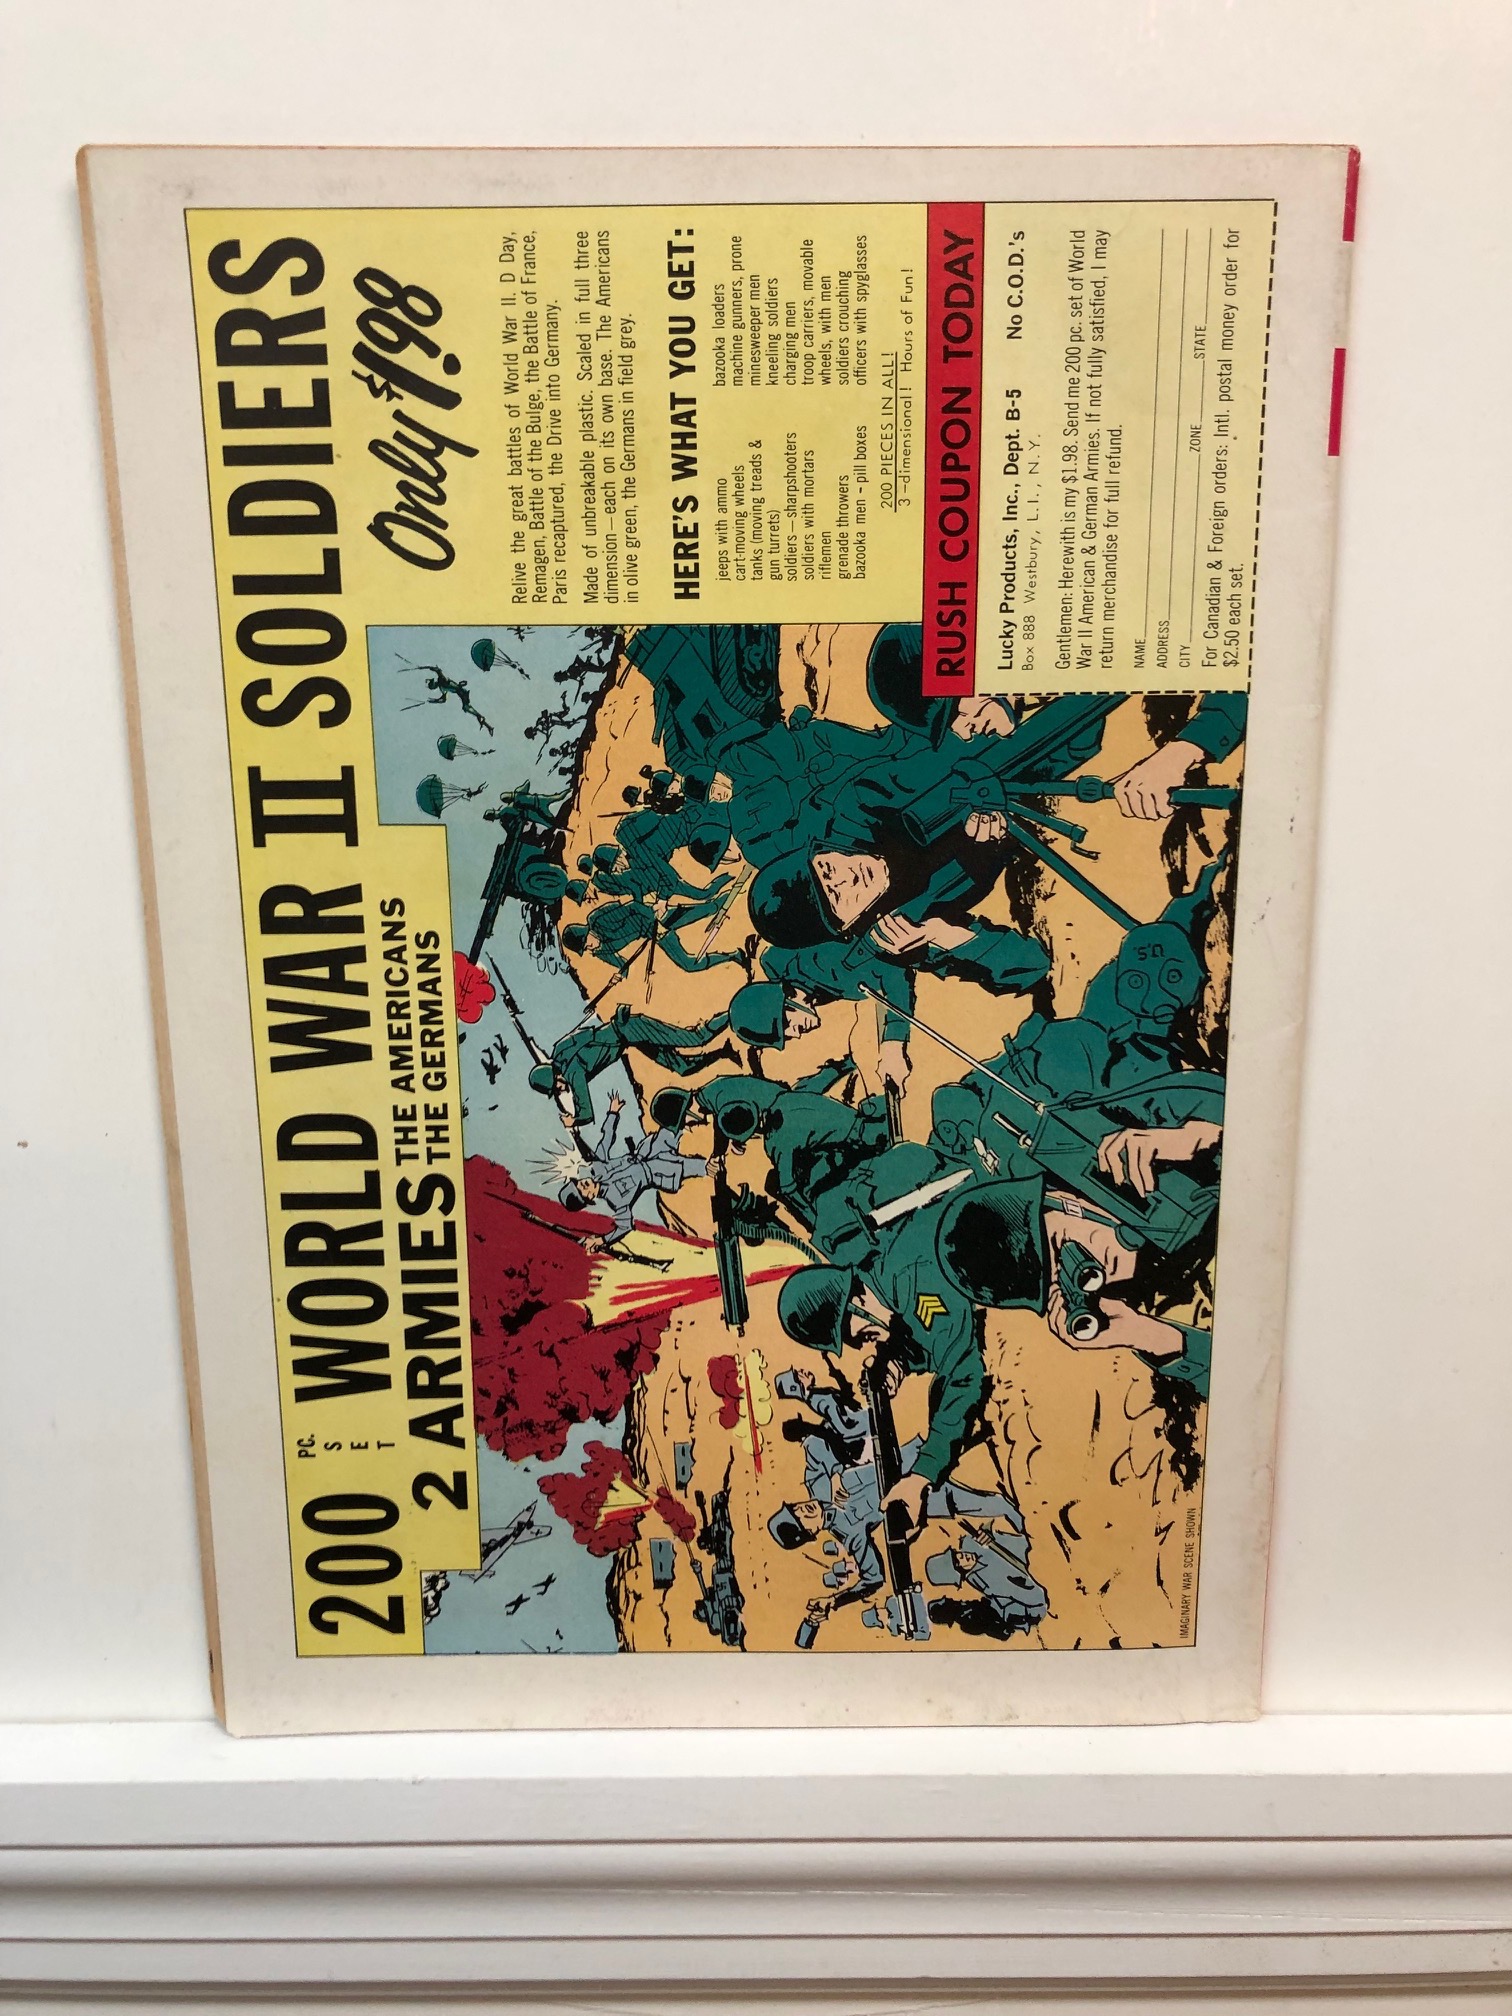 200 PC. SET WORLD WAR II SOLDIERS
2 ARMIES THE AMERICANS
THE GERMANS
Only $1.98
Relive the great battles of World War II. D Day,
Remagen, Battle of the Bulge, the Battle of France,
Paris recaptured, the Drive into Germany.
Made of unbreakable plastic. Scaled in full three
dimension—each on its own base. The Americans
in olive green, the Germans in field grey.
HERE'S WHAT YOU GET:
jeeps with ammo
cart-moving wheels
tanks (moving treads &
gun turrets)
soldiers—sharpshooters
soldiers with mortars
riflemen
grenade throwers
bazooka men - pill boxes
bazooka loaders
machine gunners, prone
minesweeper men
kneeling soldiers
charging men
troop carriers, movable
wheels, with men
soldiers crouching
officers with spyglasses
200 PIECES IN ALL!
3-dimensional! Hours of Fun!
RUSH COUPON TODAY
Lucky Products, Inc., Dept. B-5 No C.O.D.'s
Box 888 Westbury, L.I., N.Y.
Gentlemen: Herewith is my $1.98. Send me 200 pc. set of World
War II American & German Armies. If not fully satisfied, I may
return merchandise for full refund.
NAME
ADDRESS
CITY ZONE STATE
For Canadian & Foreign orders: Intl. postal money order for
$2.50 each set.
U.S.
IMAGINARY WAR SCENE SHOWN